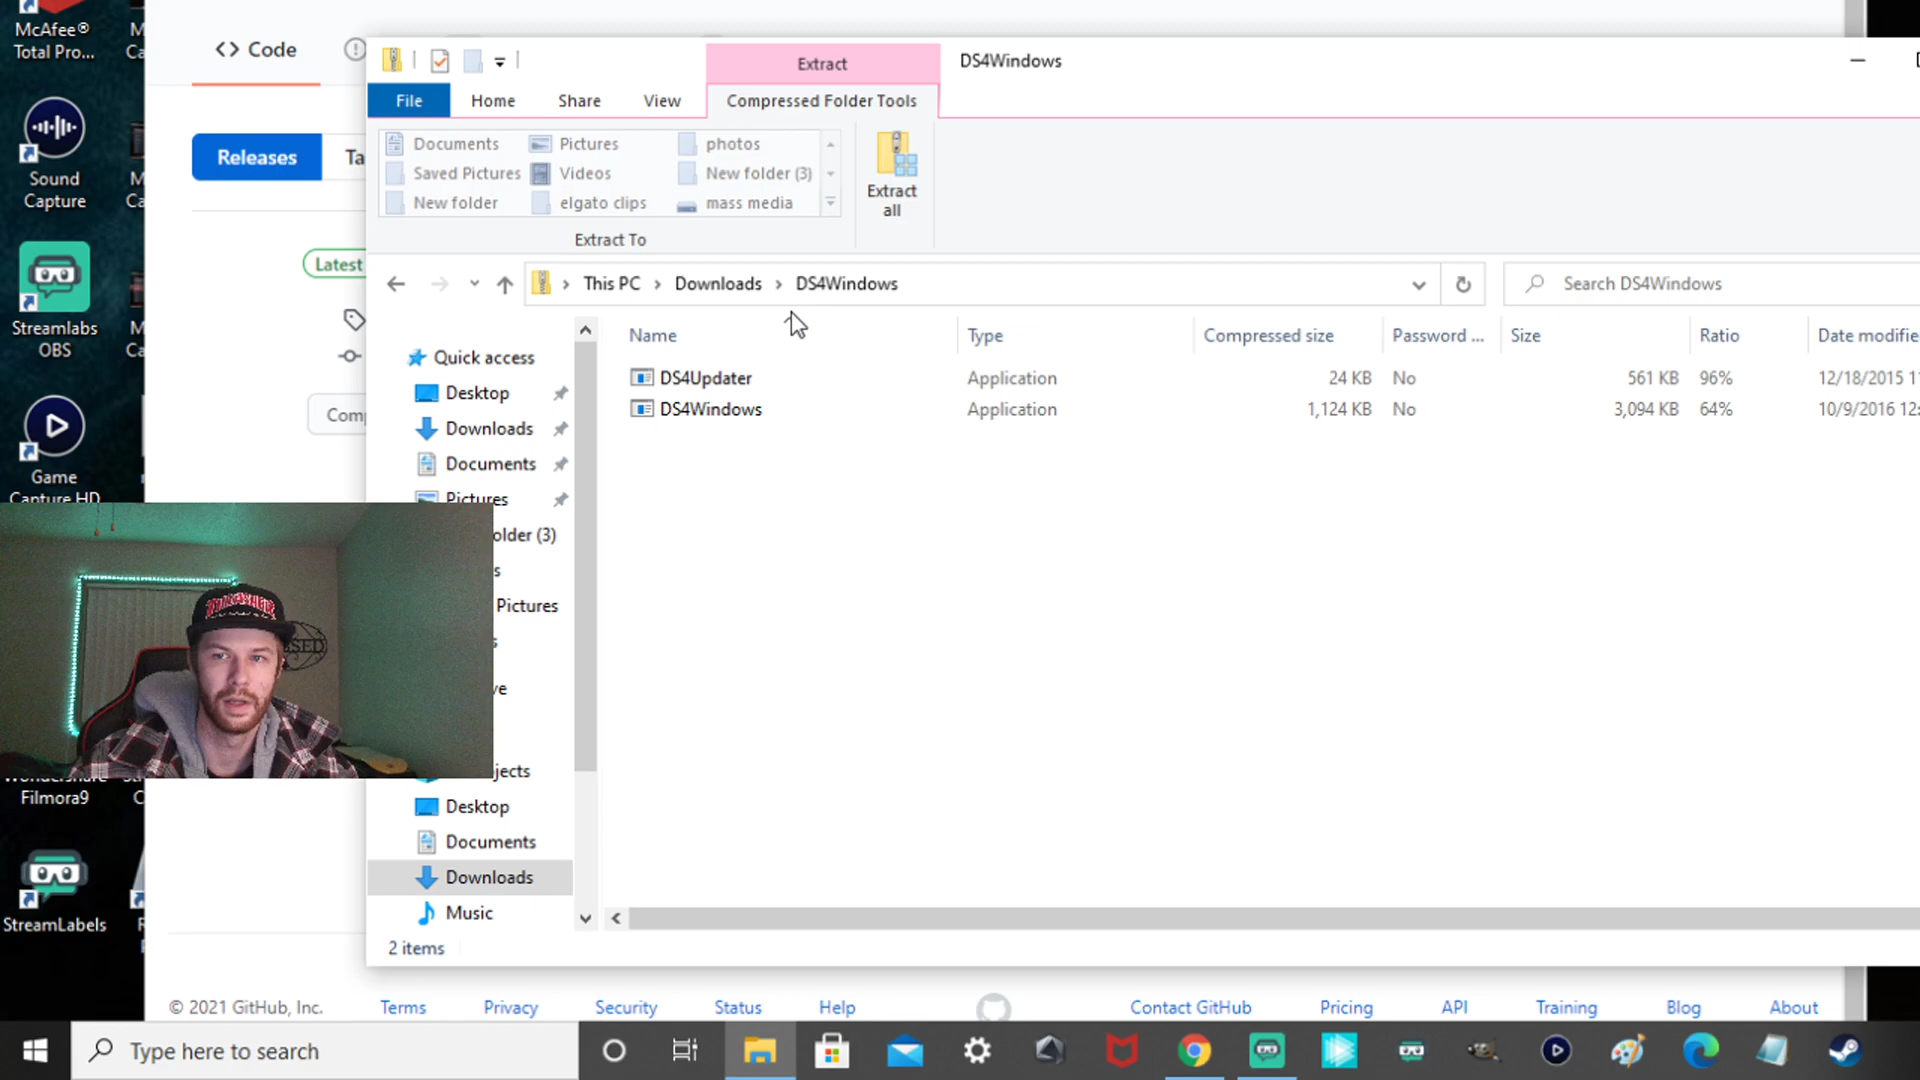 McAfee®
Total Pro...
Sound
Capture
Streamlabs
OBS
Game
Capture HD
Filmora9
StreamLabels
<> Code
Releases
Latest
Extract
DS4Windows
File
Home
Share
View
Compressed Folder Tools
Documents
Pictures
photos
Saved Pictures
Videos
New folder (3)
New folder
elgato clips
mass media
Extract To
Extract
all
This PC > Downloads > DS4Windows
Search DS4Windows
Name
Type
Compressed size
Password ...
Size
Ratio
Date modifie
DS4Updater
Application
24 KB
No
561 KB
96%
12/18/2015 1
DS4Windows
Application
1,124 KB
No
3,094 KB
64%
10/9/2016 12:
Quick access
Desktop
Downloads
Documents
Pictures
older (3)
Pictures
ve
jects
Desktop
Documents
Downloads
Music
2 items
THRASHER
© 2021 GitHub, Inc.
Terms
Privacy
Security
Status
Help
Contact GitHub
Pricing
API
Training
Blog
About
Type here to search